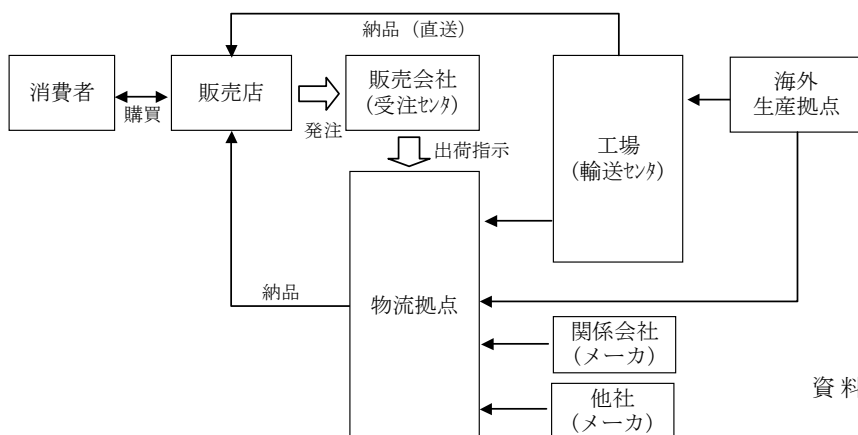 納品（直送）
消費者
購買
販売店
発注
販売会社
(受注ｾﾝﾀ)
出荷指示
工場
(輸送ｾﾝﾀ)
海外
生産拠点
納品
物流拠点
関係会社
(メーカ)
他社
(メーカ)
資料